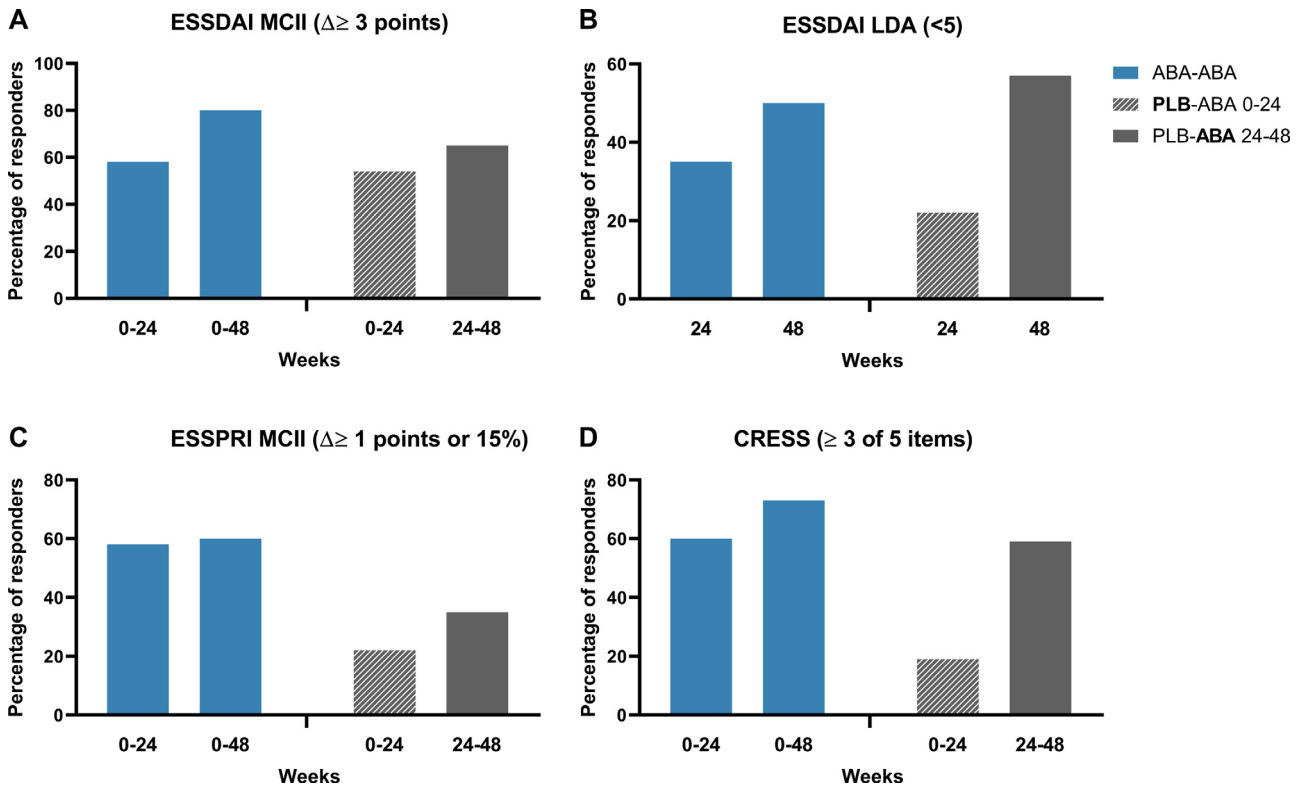 A
ESSDAI MCII (Δ≥ 3 points)
Percentage of responders
100
80
60
40
20
0
0-24
0-48
0-24
24-48
Weeks
B
ESSDAI LDA (<5)
Percentage of responders
60
40
20
0
24
48
24
48
Weeks
ABA-ABA
PLB-ABA 0-24
PLB-ABA 24-48
C
ESSPRI MCII (Δ≥ 1 points or 15%)
Percentage of responders
80
60
40
20
0
0-24
0-48
0-24
24-48
Weeks
D
CRESS (≥ 3 of 5 items)
Percentage of responders
80
60
40
20
0
0-24
0-48
0-24
24-48
Weeks